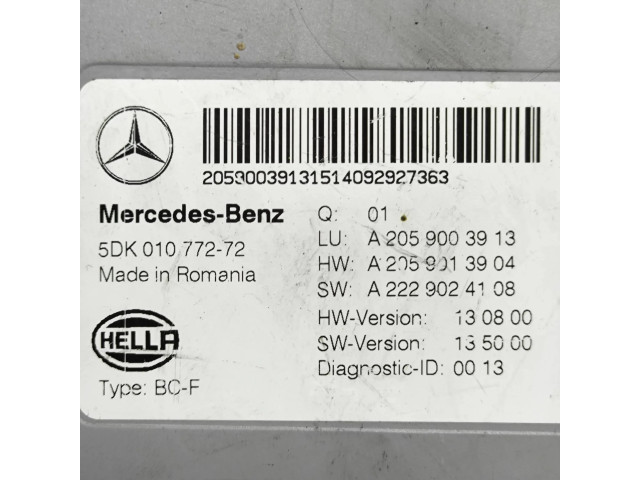 20590039131514092927363
Mercedes-Benz
5DK 010 772-72
Made in Romania
HELLA
Type: BC-F
Q: 01
LU: A 205 900 39 13
HW: A 205 901 39 04
SW: A 222 902 41 08
HW-Version: 13 08 00
SW-Version: 13 50 00
Diagnostic-ID: 00 13